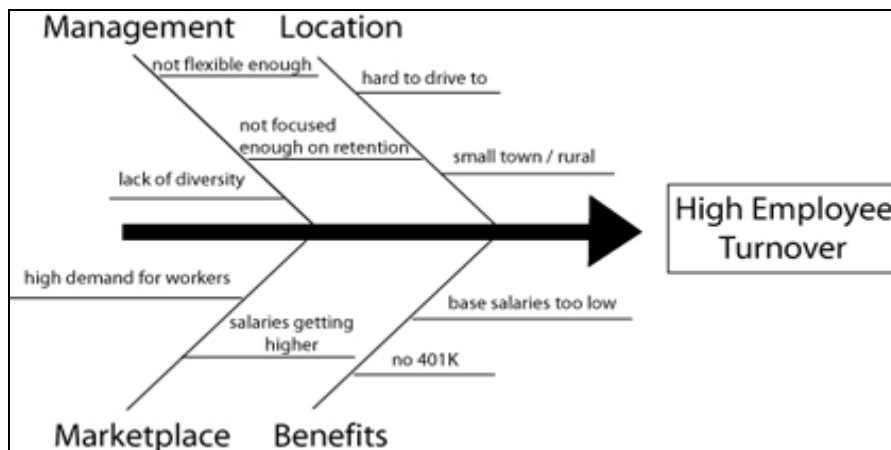 Management
Location
not flexible enough
hard to drive to
not focused
enough on retention
small town / rural
lack of diversity
High Employee
Turnover
high demand for workers
base salaries too low
salaries getting
higher
no 401K
Marketplace
Benefits